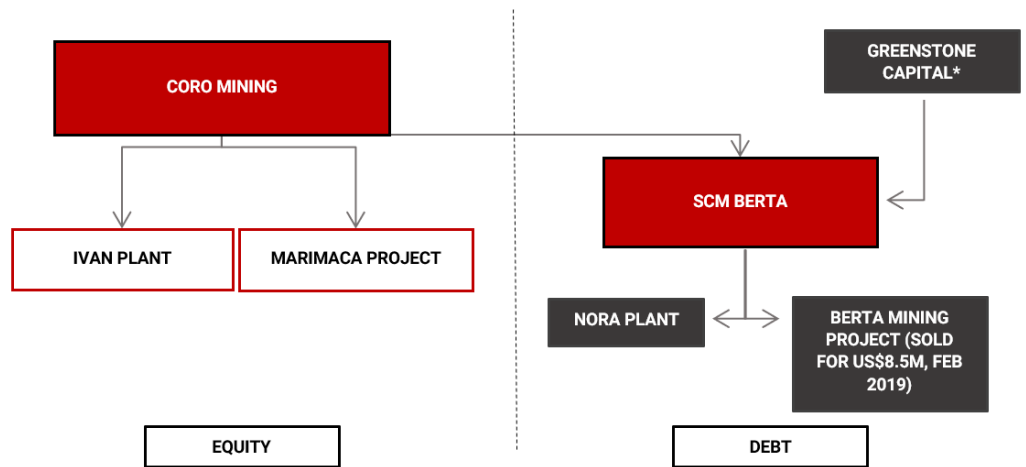 CORO MINING
GREENSTONE
CAPITAL*
SCM BERTA
IVAN PLANT
MARIMACA PROJECT
NORA PLANT
BERTA MINING
PROJECT (SOLD
FOR US$8.5M, FEB
2019)
EQUITY
DEBT